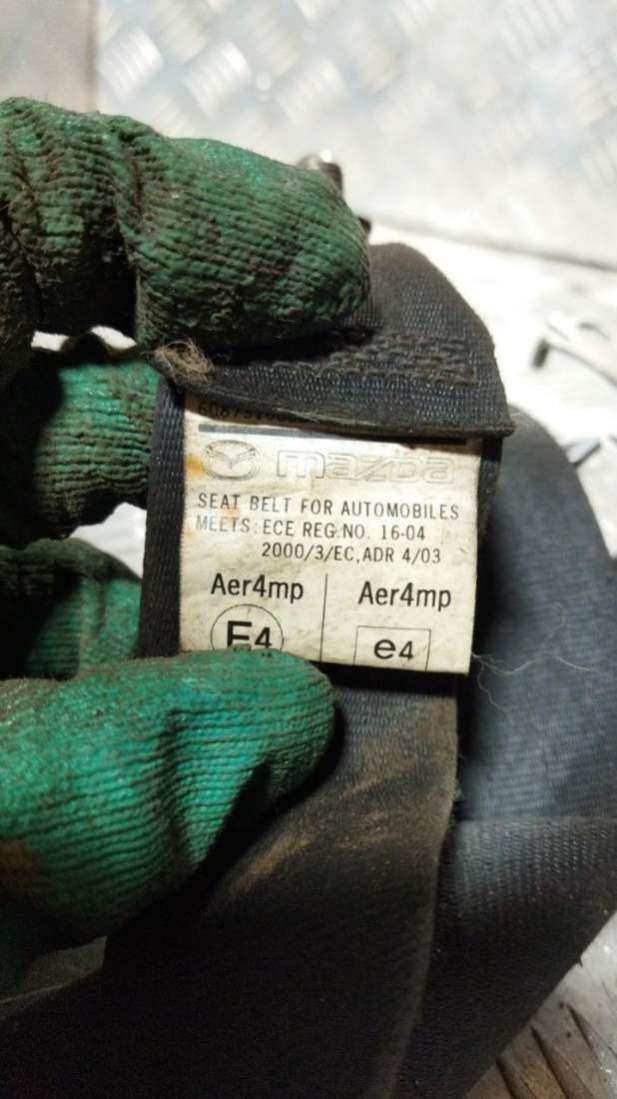 mazda
SEAT BELT FOR AUTOMOBILES
MEETS: ECE REG.NO. 16-04
2000/3/EC,ADR 4/03
Aer4mp Aer4mp
E4 e4